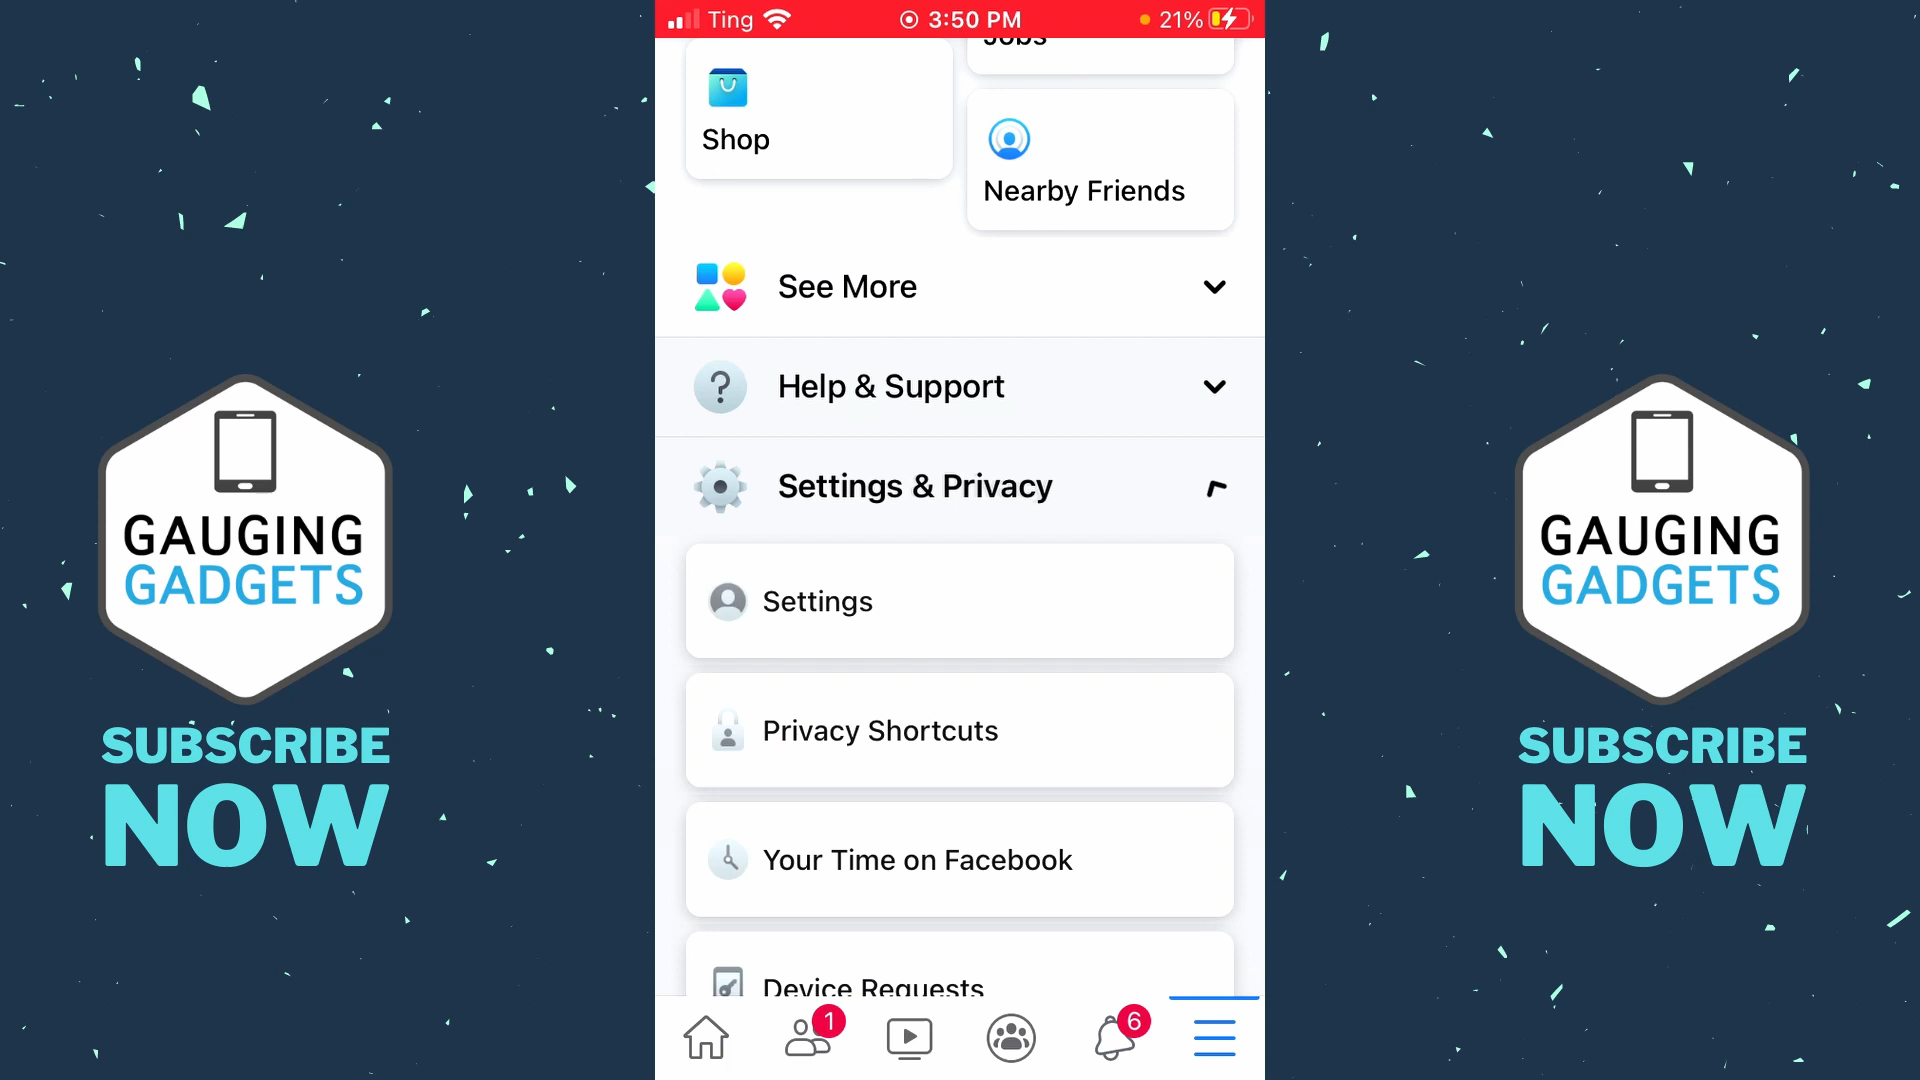 Ting
3:50 PM
21%
Jobs
Shop
Nearby Friends
See More
Help & Support
Settings & Privacy
Settings
Privacy Shortcuts
Your Time on Facebook
Device Requests
1
6
GAUGING
GADGETS
SUBSCRIBE
NOW
GAUGING
GADGETS
SUBSCRIBE
NOW